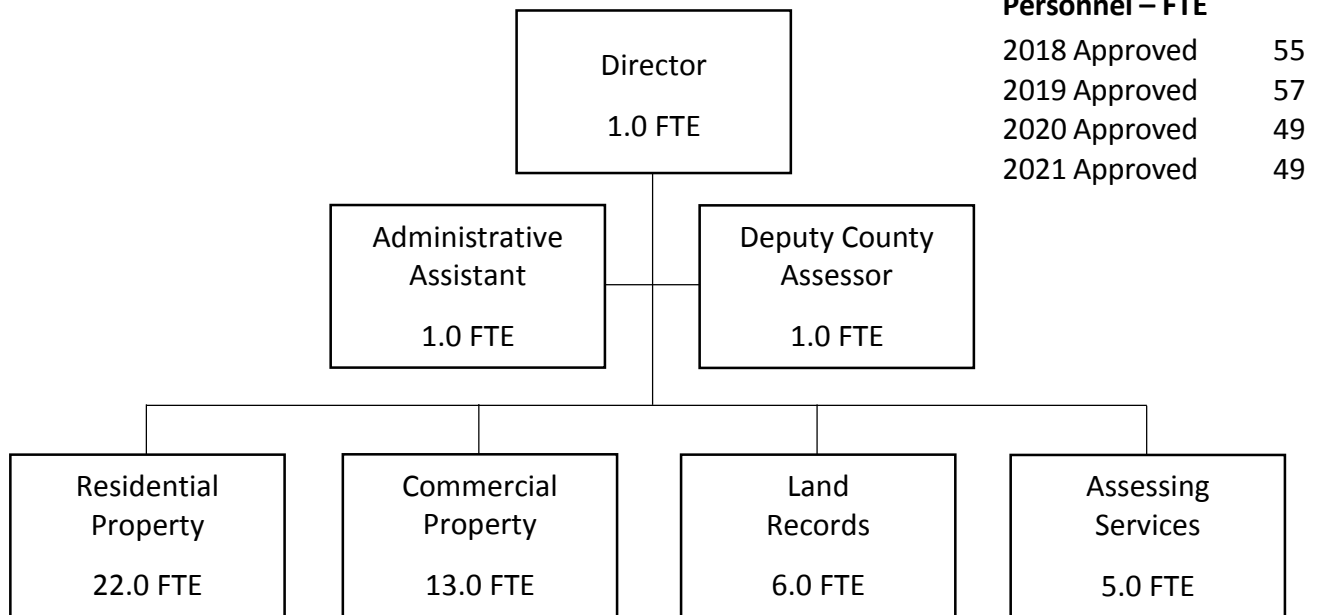 Personnel – FTE
2018 Approved 55
2019 Approved 57
2020 Approved 49
2021 Approved 49
Director
1.0 FTE
Administrative
Assistant
1.0 FTE
Deputy County
Assessor
1.0 FTE
Residential
Property
22.0 FTE
Commercial
Property
13.0 FTE
Land
Records
6.0 FTE
Assessing
Services
5.0 FTE